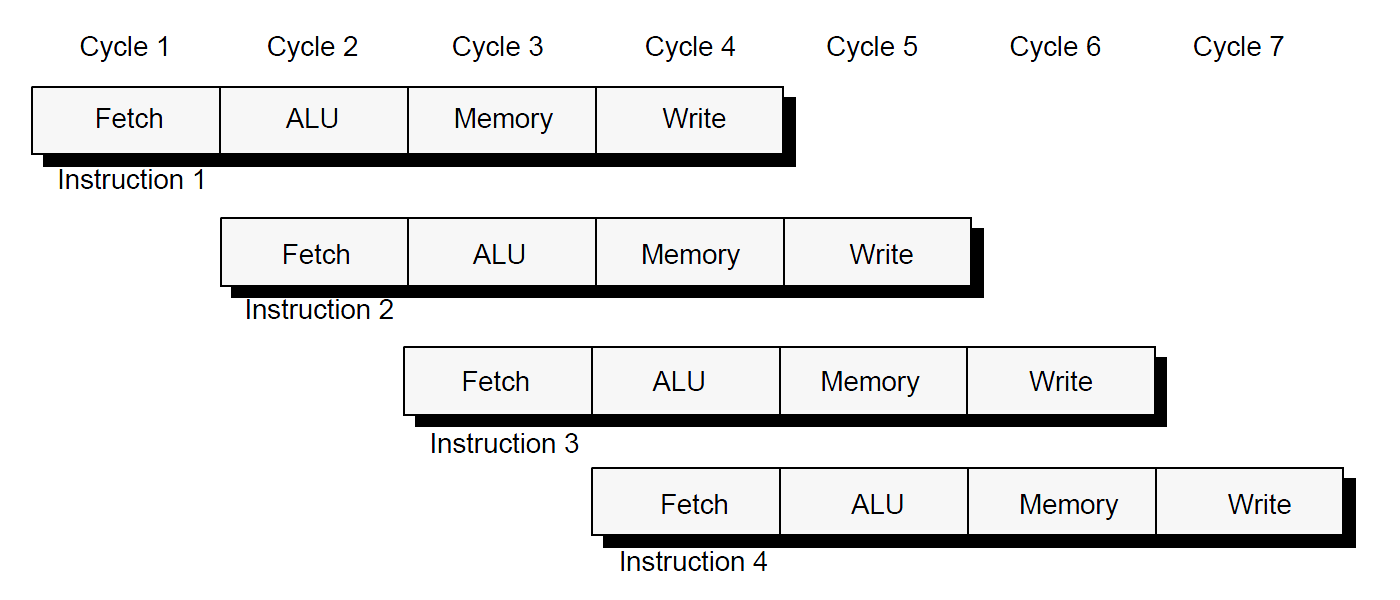 Cycle 1 Cycle 2 Cycle 3 Cycle 4 Cycle 5 Cycle 6 Cycle 7
Fetch ALU Memory Write
Instruction 1
Fetch ALU Memory Write
Instruction 2
Fetch ALU Memory Write
Instruction 3
Fetch ALU Memory Write
Instruction 4